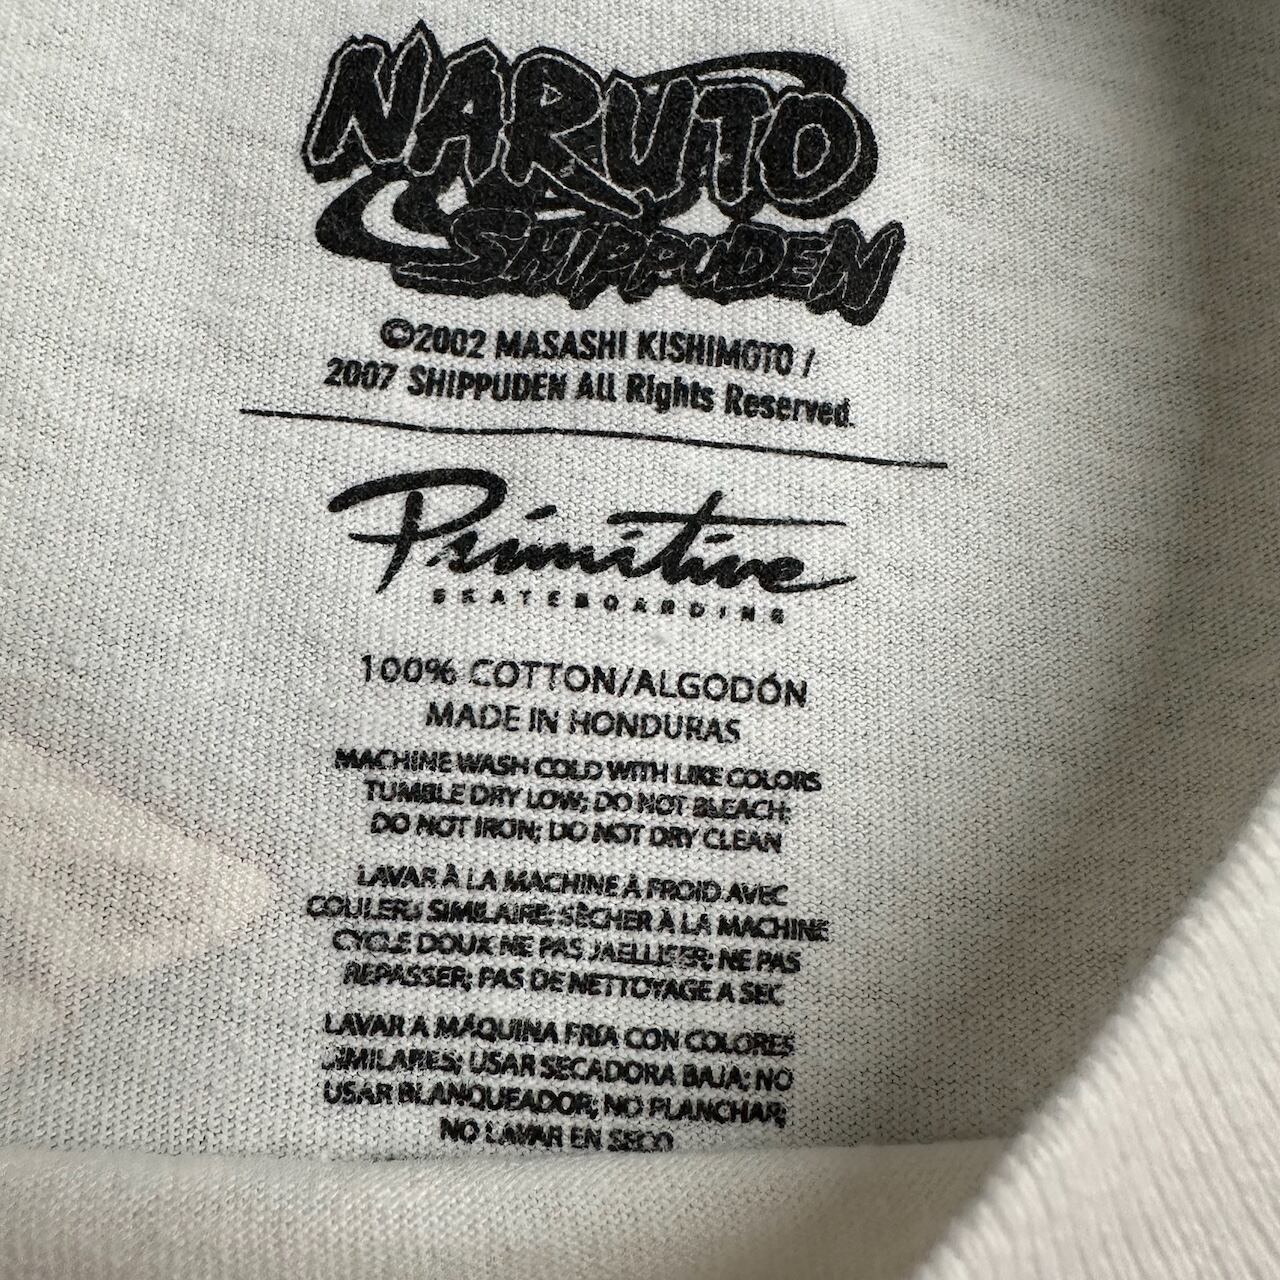 NARUTO
SHIPPUDEN
©2002 MASASHI KISHIMOTO /
2007 SHIPPUDEN All Rights Reserved.
Primitive
SKATEBOARDING
100% COTTON/ALGODÓN
MADE IN HONDURAS
MACHINE WASH COLD WITH LIKE COLORS
TUMBLE DRY LOW; DO NOT BLEACH;
DO NOT IRON; DO NOT DRY CLEAN
LAVAR À LA MACHINE À FROID AVEC
COULERS SIMILAIRE; SÈCHER À LA MACHINE
CYCLE DOUX NE PAS JAELLISER; NE PAS
REPASSER; PAS DE NETTOYAGE A SEC
LAVAR A MÁQUINA FRIA CON COLORES
SIMILARES; USAR SECADORA BAJA; NO
USAR BLANQUEADOR; NO PLANCHAR;
NO LAVAR EN SECO